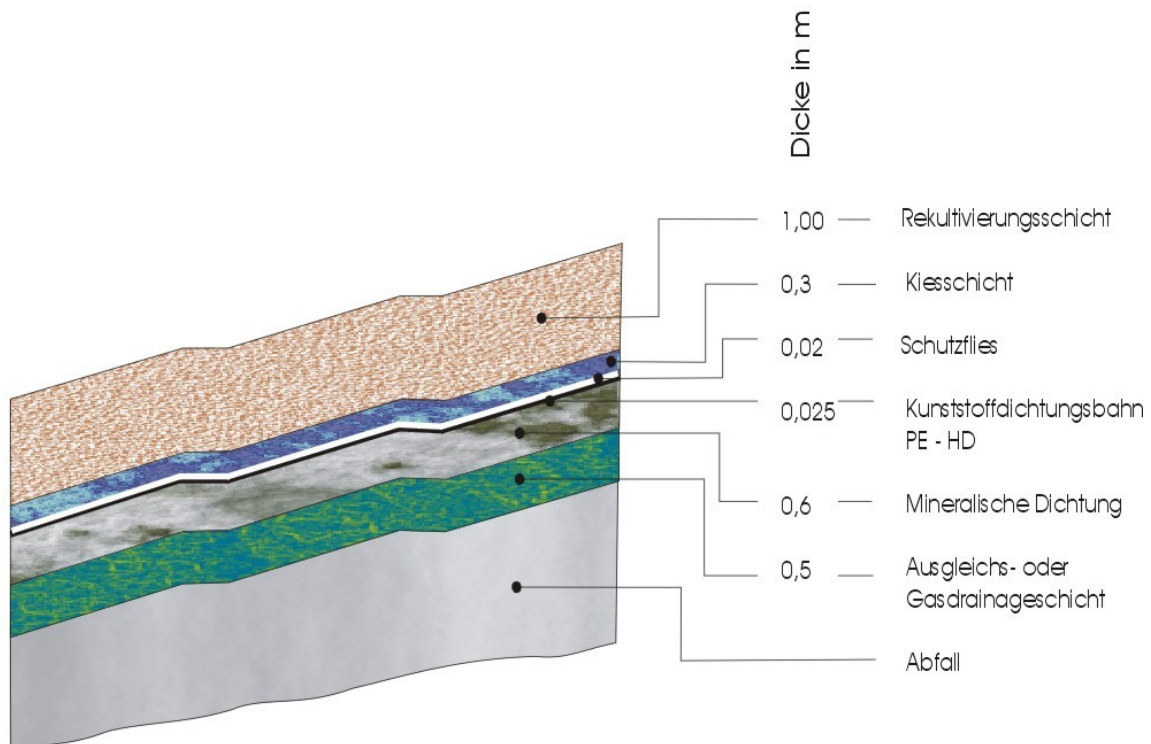 Dicke in m
1,00 Rekultivierungsschicht
0,3 Kiesschicht
0,02 Schutzflies
0,025 Kunststoffdichtungsbahn
PE - HD
0,6 Mineralische Dichtung
0,5 Ausgleichs- oder
Gasdrainageschicht
Abfall